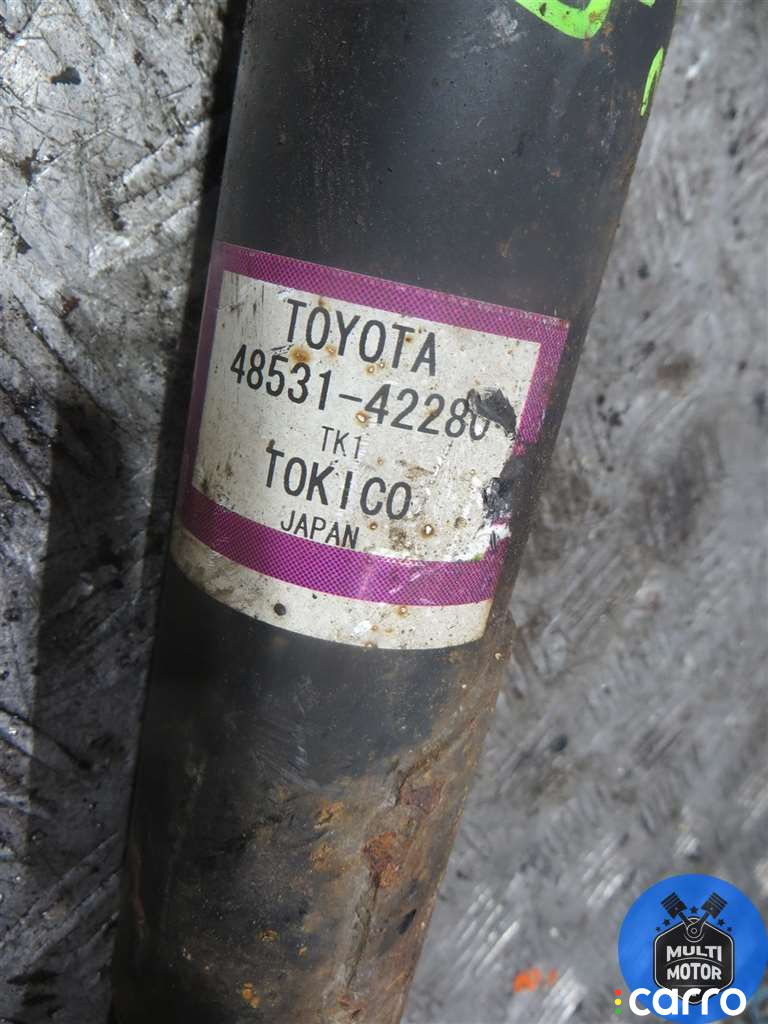 TOYOTA
48531-42280
TK1
TOKICO
JAPAN
MULTI
MOTOR
carro